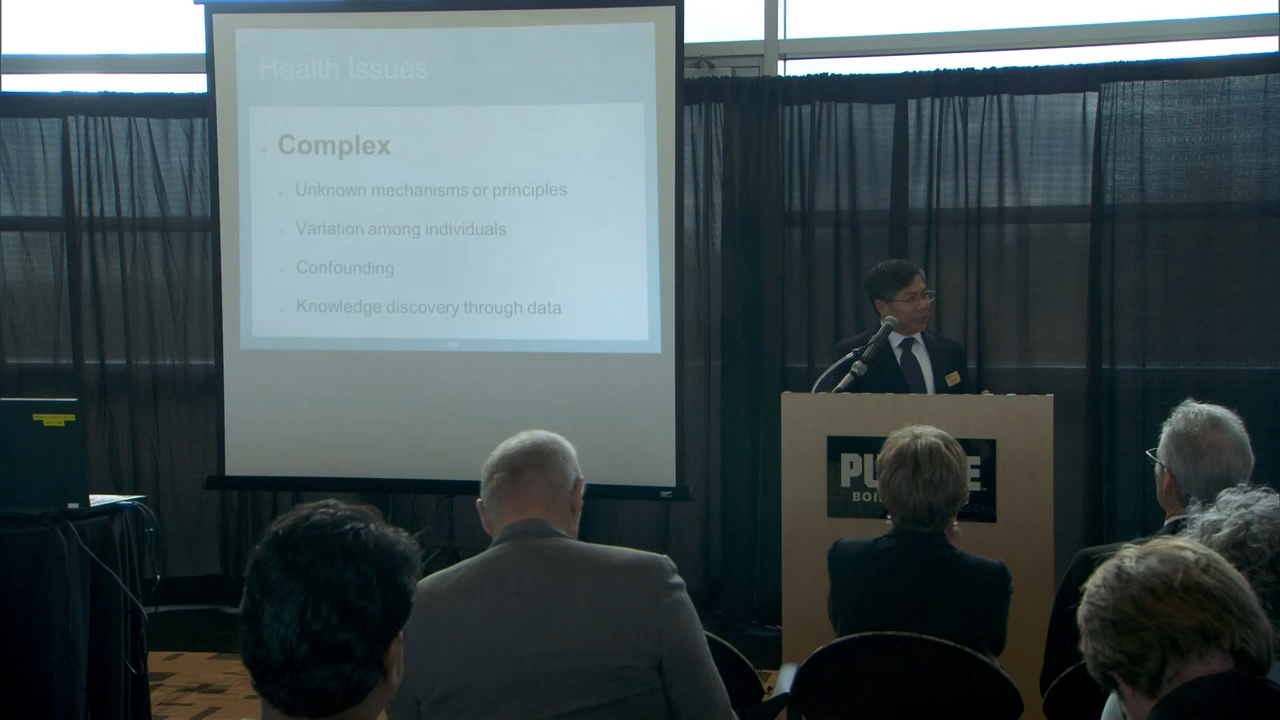 Health Issues
Complex
Unknown mechanisms or principles
Variation among individuals
Confounding
Knowledge discovery through data